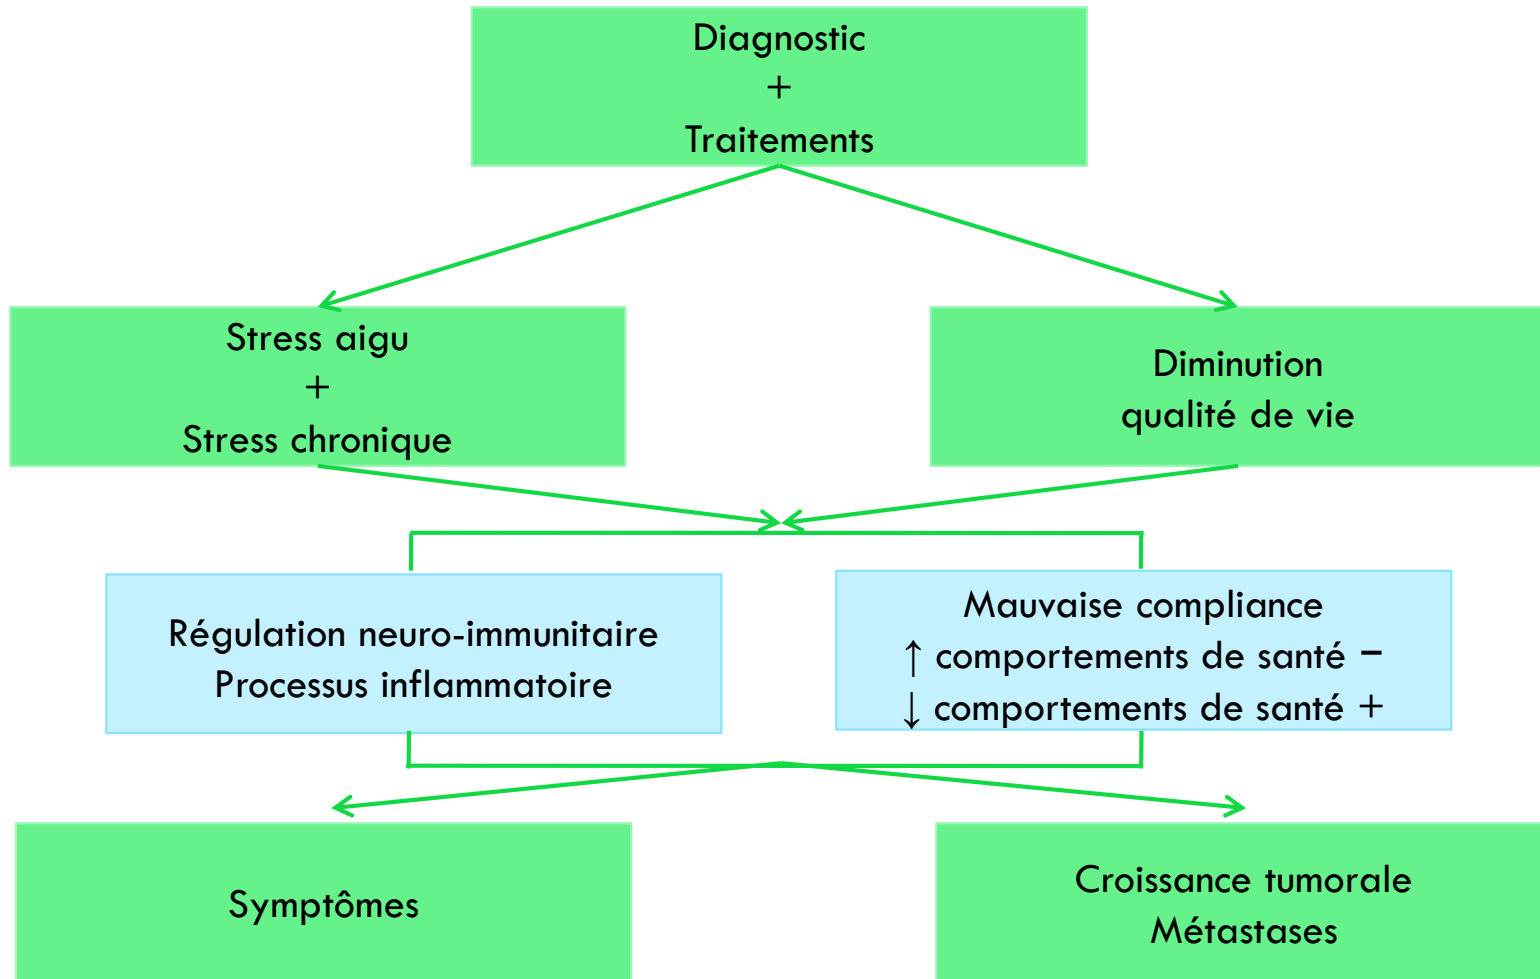 Diagnostic
+
Traitements
Stress aigu
+
Stress chronique
Diminution
qualité de vie
Régulation neuro-immunitaire
Processus inflammatoire
Mauvaise compliance
↑ comportements de santé −
↓ comportements de santé +
Symptômes
Croissance tumorale
Métastases